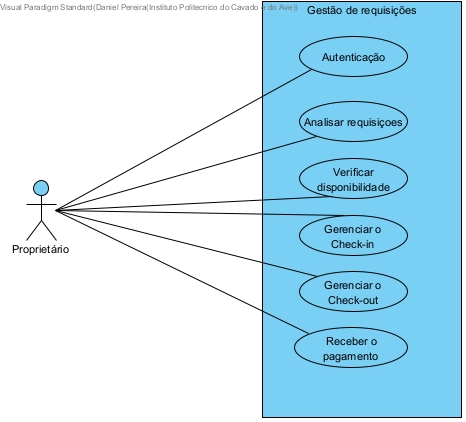 Visual Paradigm Standard(Daniel Pereira(Instituto Politecnico do Cavado e do Ave))
Gestão de requisições
Autenticação
Analisar requisiçoes
Verificar
disponibilidade
Gerenciar o
Check-in
Proprietário
Gerenciar o
Check-out
Receber o
pagamento